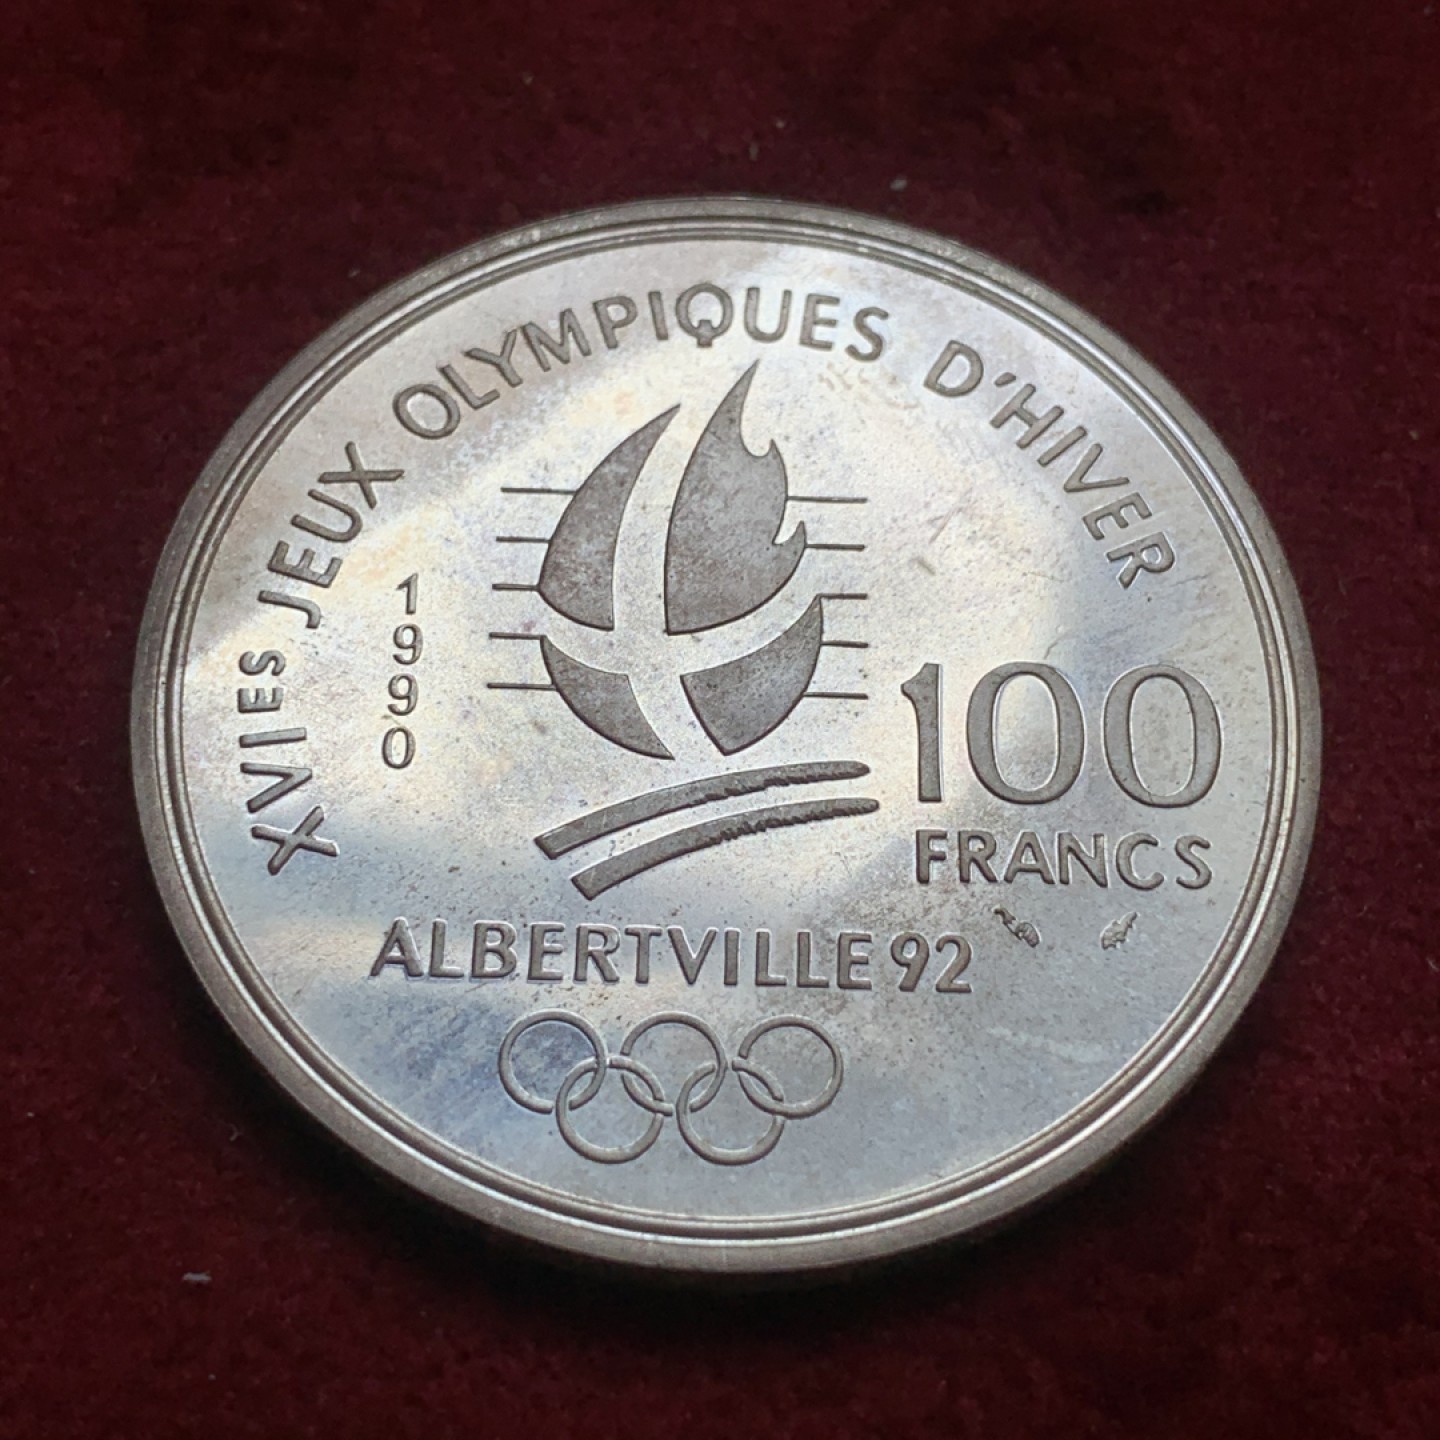 XVIES JEUX OLYMPIQUES D'HIVER
1990
100
FRANCS
ALBERTVILLE 92